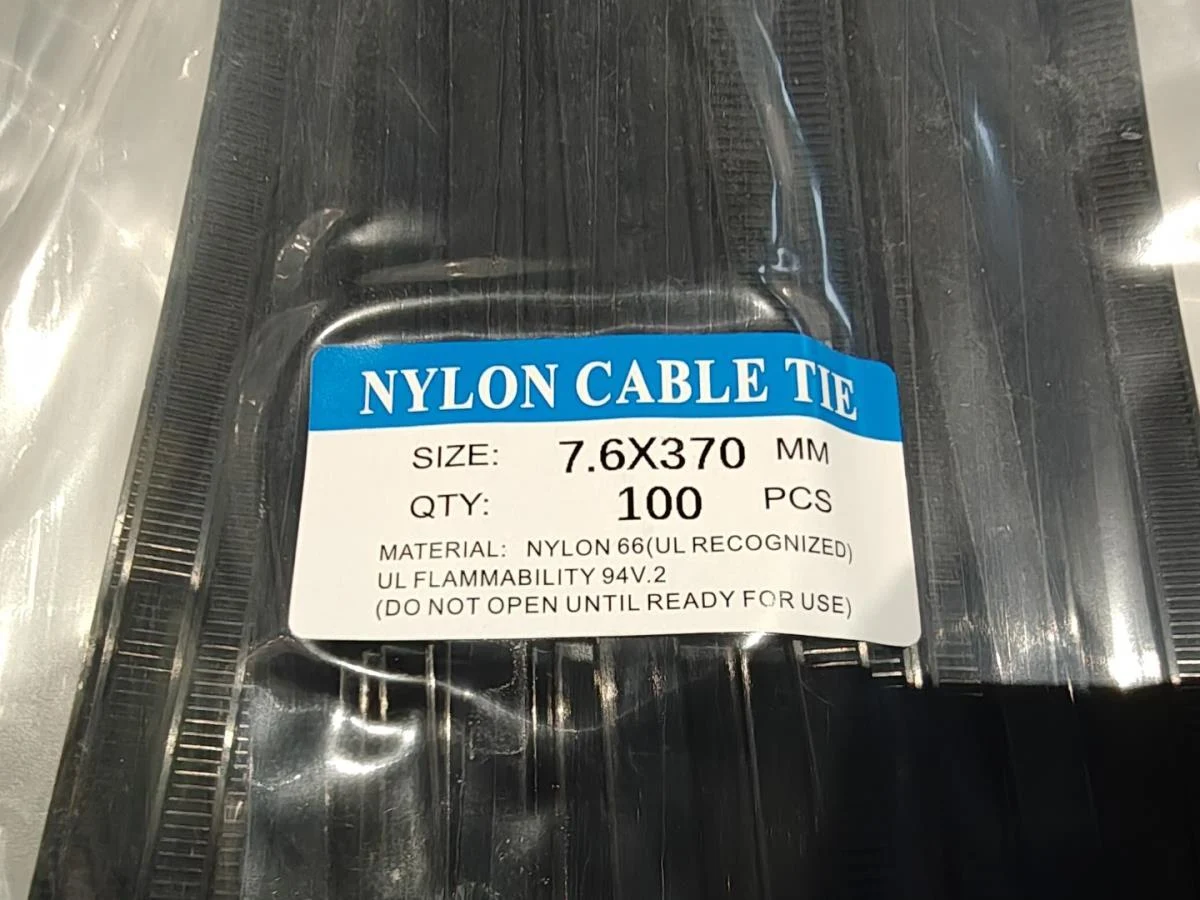 NYLON CABLE TIE
SIZE: 7.6X370 MM
QTY: 100 PCS
MATERIAL: NYLON 66(UL RECOGNIZED)
UL FLAMMABILITY 94V.2
(DO NOT OPEN UNTIL READY FOR USE)